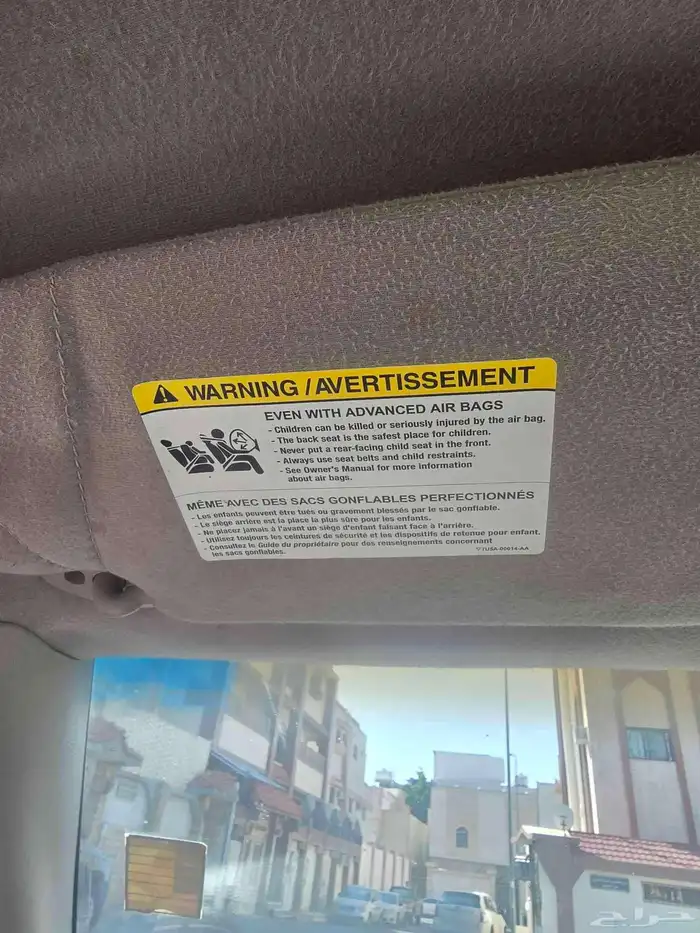 WARNING / AVERTISSEMENT
EVEN WITH ADVANCED AIR BAGS
- Children can be killed or seriously injured by the air bag.
- The back seat is the safest place for children.
- Never put a rear-facing child seat in the front.
- Always use seat belts and child restraints.
- See Owner's Manual for more information
about air bags.
MÊME AVEC DES SACS GONFLABLES PERFECTIONNÉS
- Les enfants peuvent être tués ou gravement blessés par le sac gonflable.
- Le siège arrière est la place la plus sûre pour les enfants.
- Ne placez jamais à l'avant un siège d'enfant faisant face à l'arrière.
- Utilisez toujours les ceintures de sécurité et les dispositifs de retenue pour enfant.
- Consultez le Guide du propriétaire pour des renseignements concernant
les sacs gonflables.
حراج